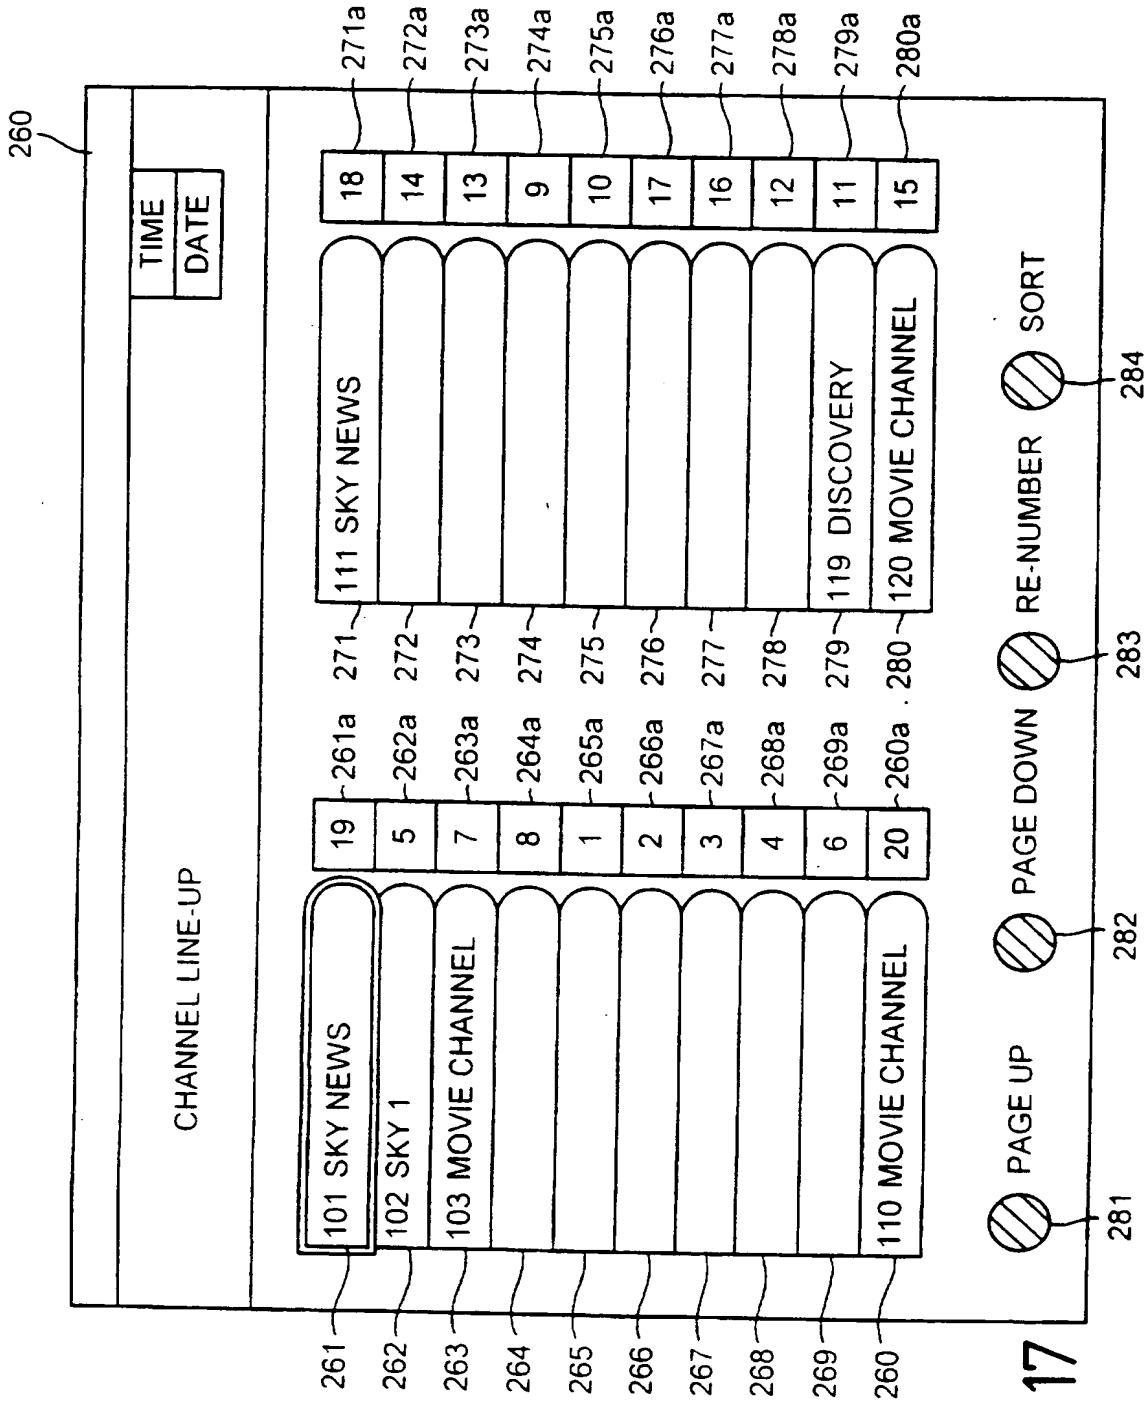 260
TIME
DATE
CHANNEL LINE-UP
261 101 SKY NEWS 19 261a
262 102 SKY 1 5 262a
263 103 MOVIE CHANNEL 7 263a
264 8 264a
265 1 265a
266 2 266a
267 3 267a
268 4 268a
269 6 269a
260 110 MOVIE CHANNEL 20 260a
271 111 SKY NEWS 18 271a
272 14 272a
273 13 273a
274 9 274a
275 10 275a
276 17 276a
277 16 277a
278 12 278a
279 119 DISCOVERY 11 279a
280 120 MOVIE CHANNEL 15 280a
PAGE UP PAGE DOWN RE-NUMBER SORT
281 282 283 284
17